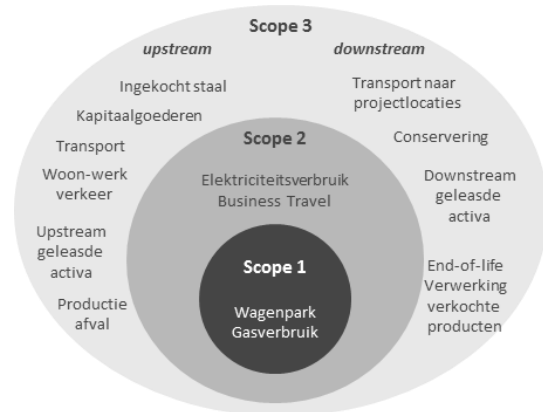 Scope 3
upstream
downstream
Ingekocht staal
Kapitaalgoederen
Transport
Woon-werk
verkeer
Upstream
geleasde
activa
Productie
afval
Transport naar
projectlocaties
Conservering
Downstream
geleasde
activa
End-of-life
Verwerking
verkochte
producten
Scope 2
Elektriciteitsverbruik
Business Travel
Scope 1
Wagenpark
Gasverbruik